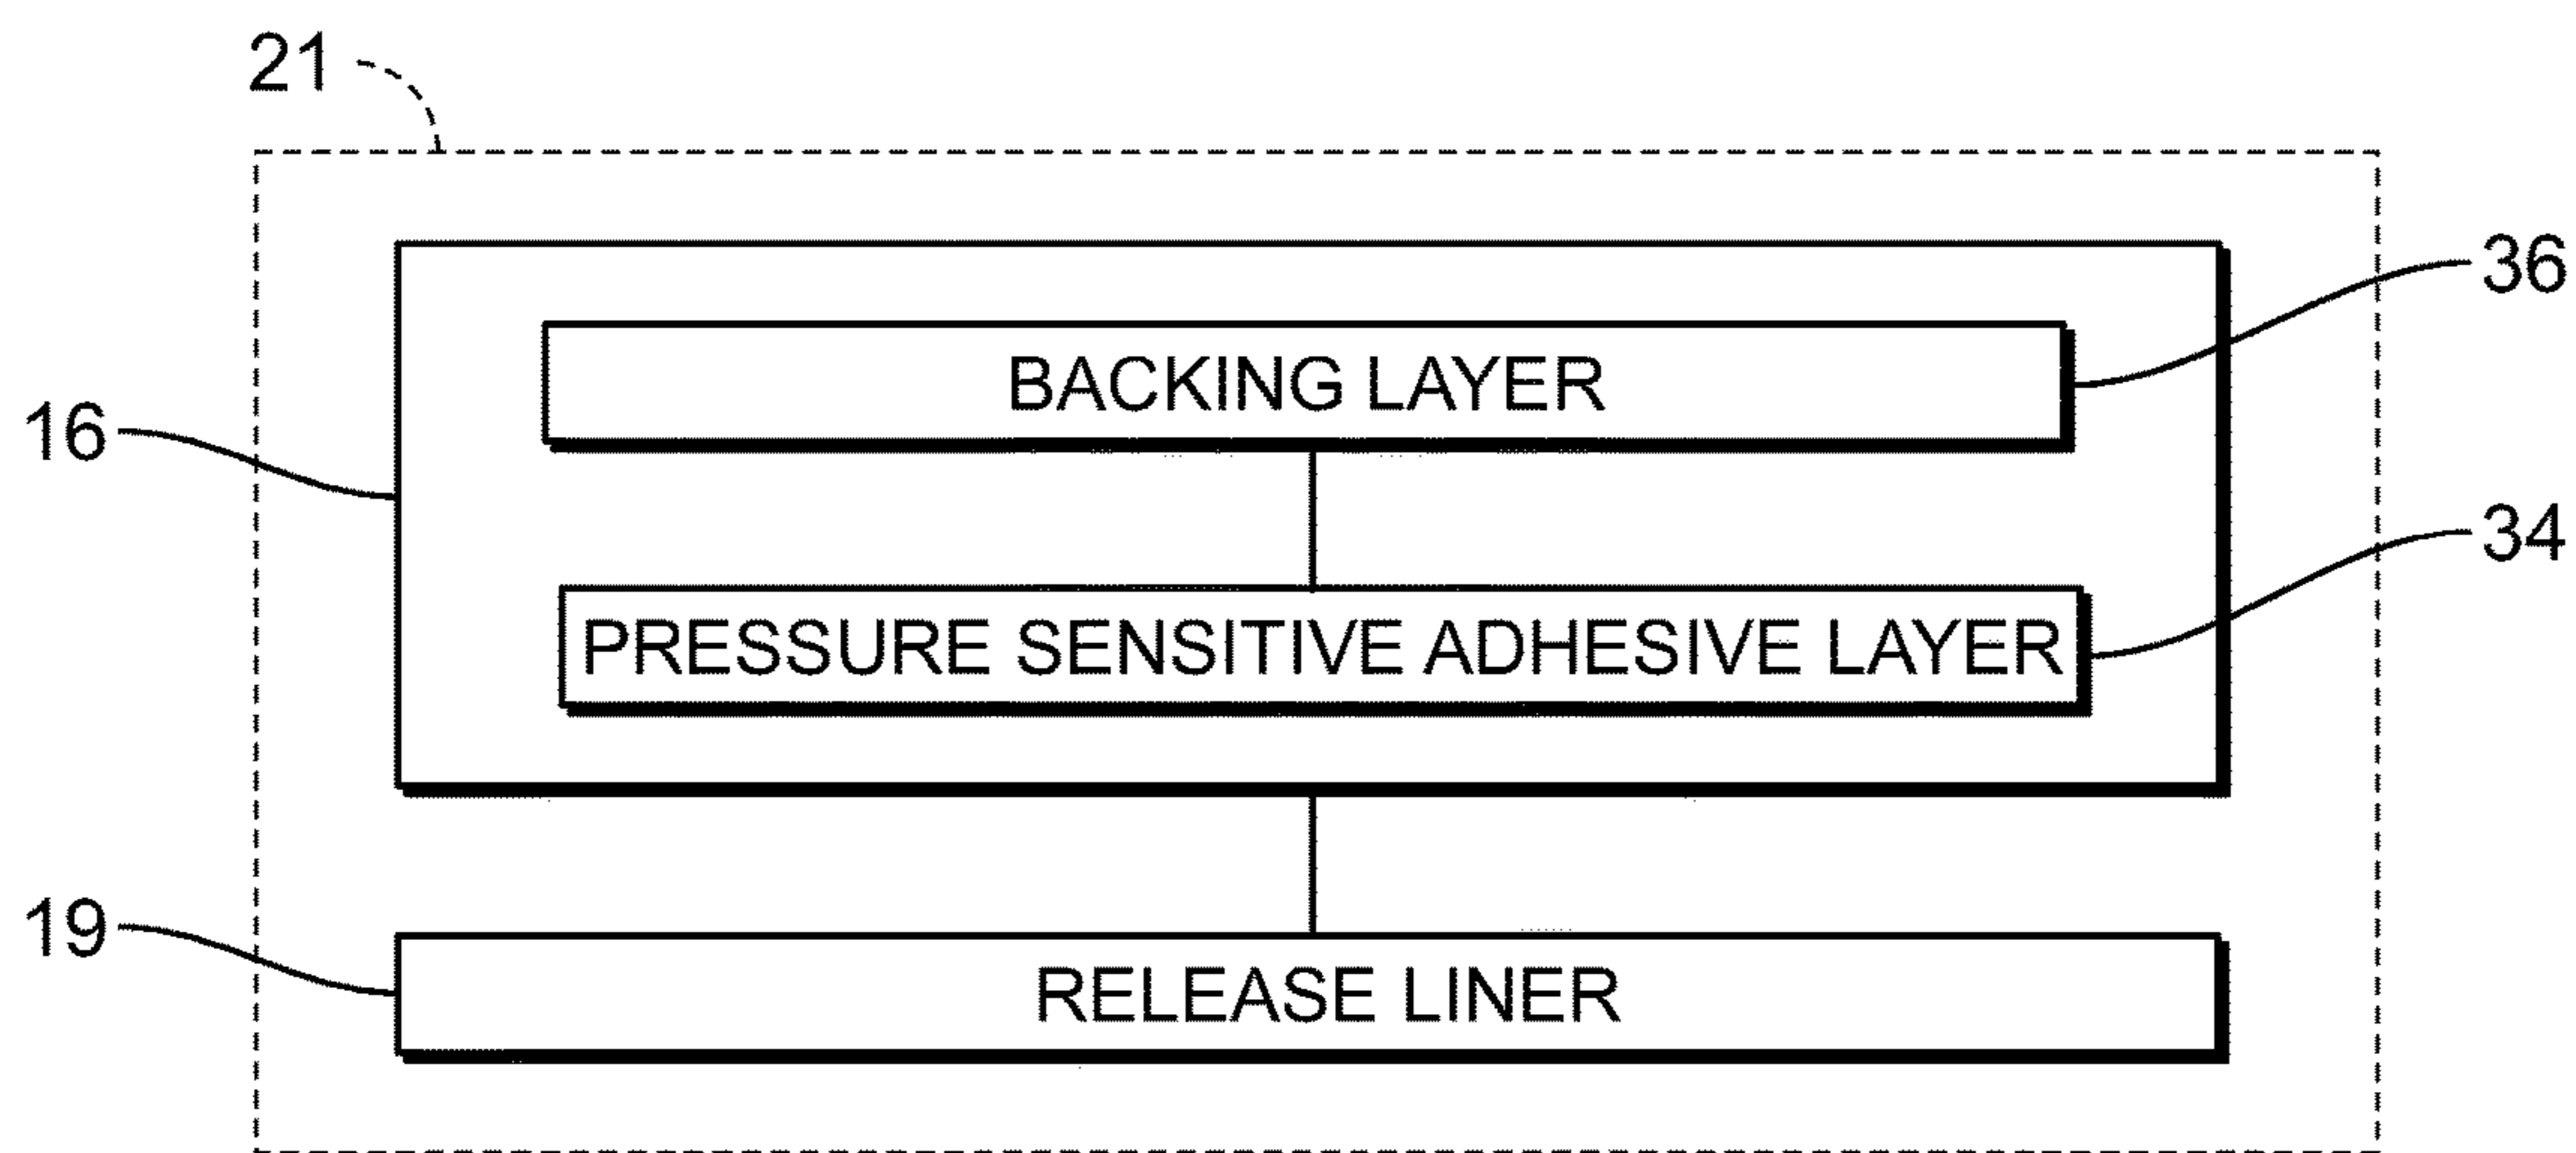 21
36
BACKING LAYER
16
34
PRESSURE SENSITIVE ADHESIVE LAYER
19
RELEASE LINER